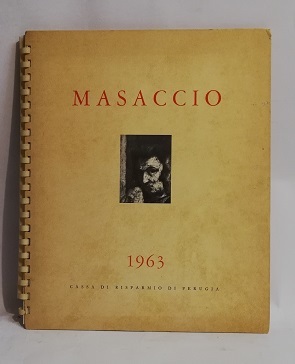 MASACCIO
1963
CASSA DI RISPARMIO DI PERUGIA